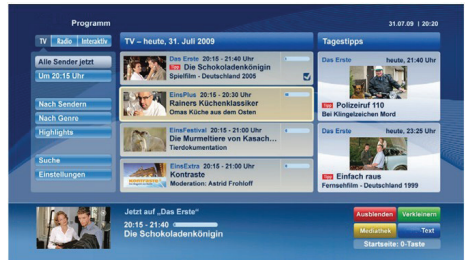 Programm
31.07.09 | 20:20
TV Radio Interaktiv
Alle Sender jetzt
Um 20:15 Uhr
Nach Sendern
Nach Genre
Highlights
Suche
Einstellungen
TV – heute, 31. Juli 2009
Das Erste 20:15 - 21:40 Uhr
Tipp Die Schokoladenkönigin
Spielfilm - Deutschland 2005
EinsPlus 20:15 - 20:30 Uhr
Rainers Küchenklassiker
Omas Küche aus dem Osten
EinsFestival 20:15 - 21:00 Uhr
Die Murmeltiere von Kasach...
Tierdokumentation
EinsExtra 20:15 - 21:00 Uhr
Kontraste
Moderation: Astrid Frohloff
Tagestipps
Das Erste heute, 21:40 Uhr
Tipp Polizeiruf 110
Bei Klingelzeichen Mord
Das Erste heute, 23:25 Uhr
Tipp Einfach raus
Fernsehfilm - Deutschland 1999
Jetzt auf „Das Erste“
20:15 - 21:40
Die Schokoladenkönigin
Ausblenden Verkleinern
Mediathek Text
Startseite: 0-Taste